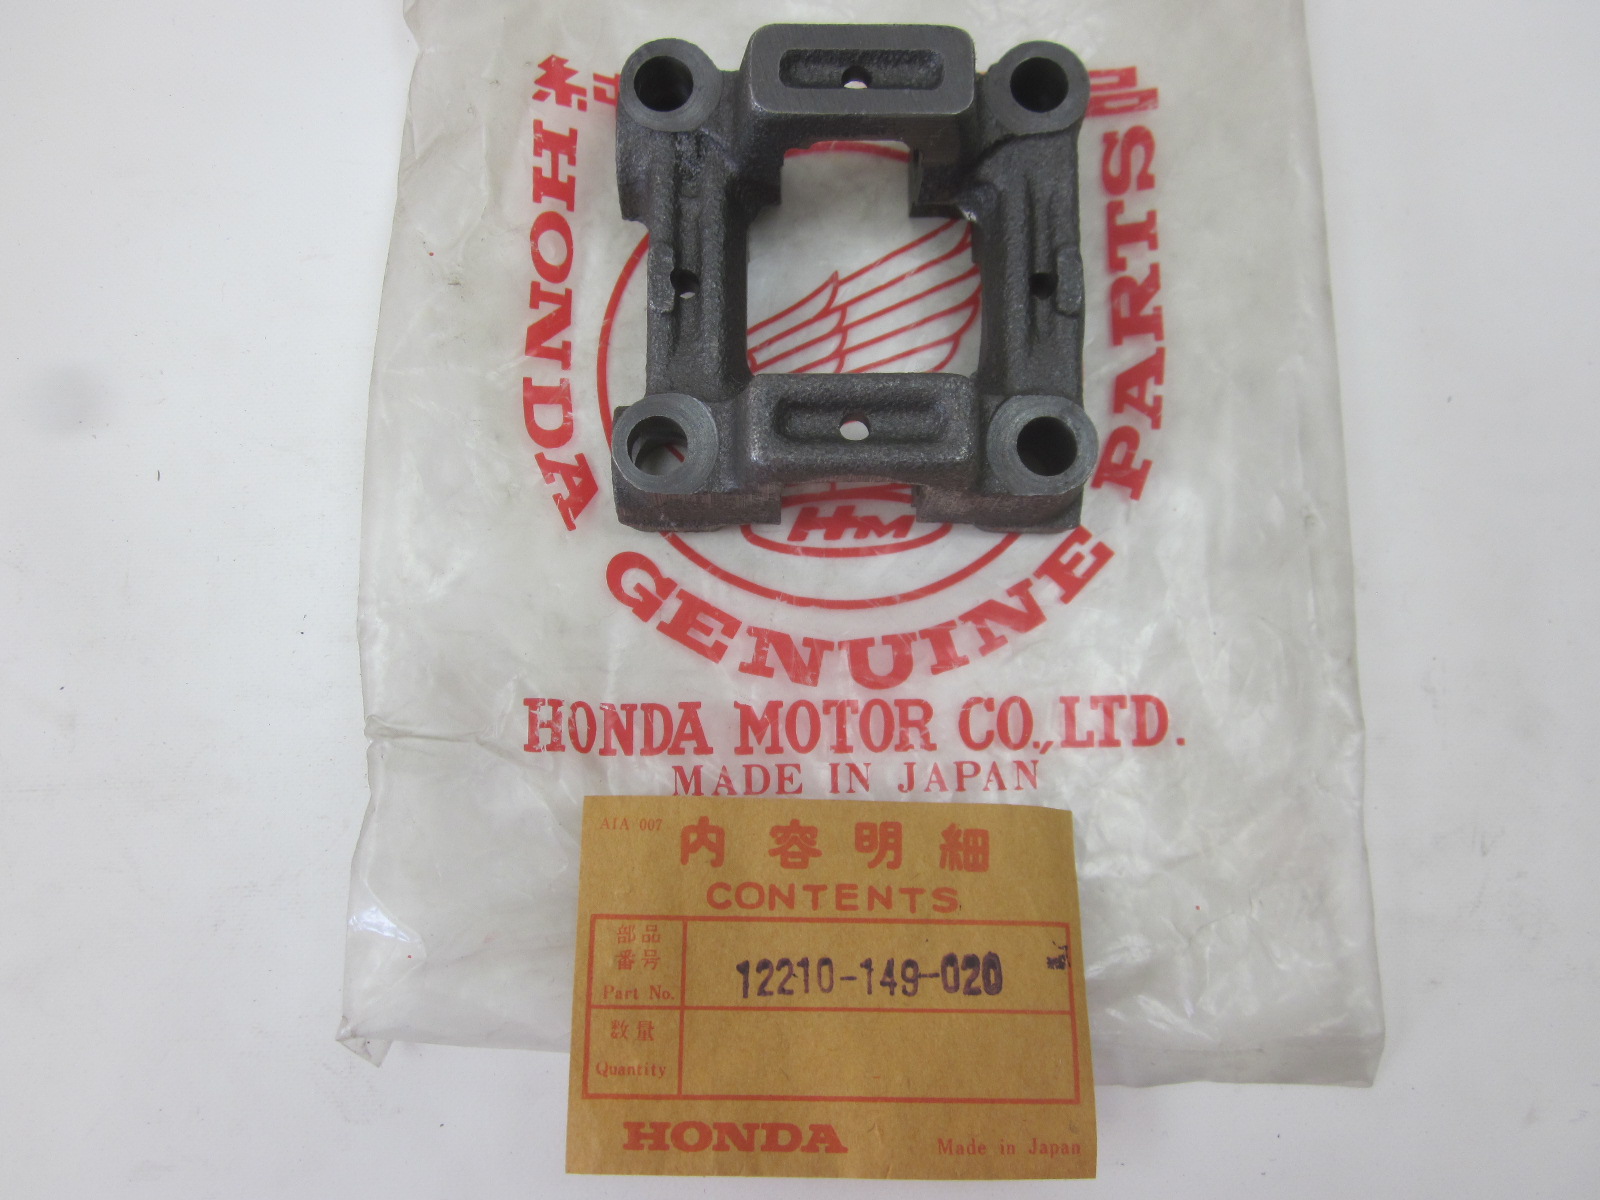 HONDA
GENUINE
PARTS
HM
HONDA MOTOR CO., LTD.
MADE IN JAPAN
AIA 007
内容明細
CONTENTS
部品
番号
Part No.
12210-149-020
数量
Quantity
HONDA
Made in Japan